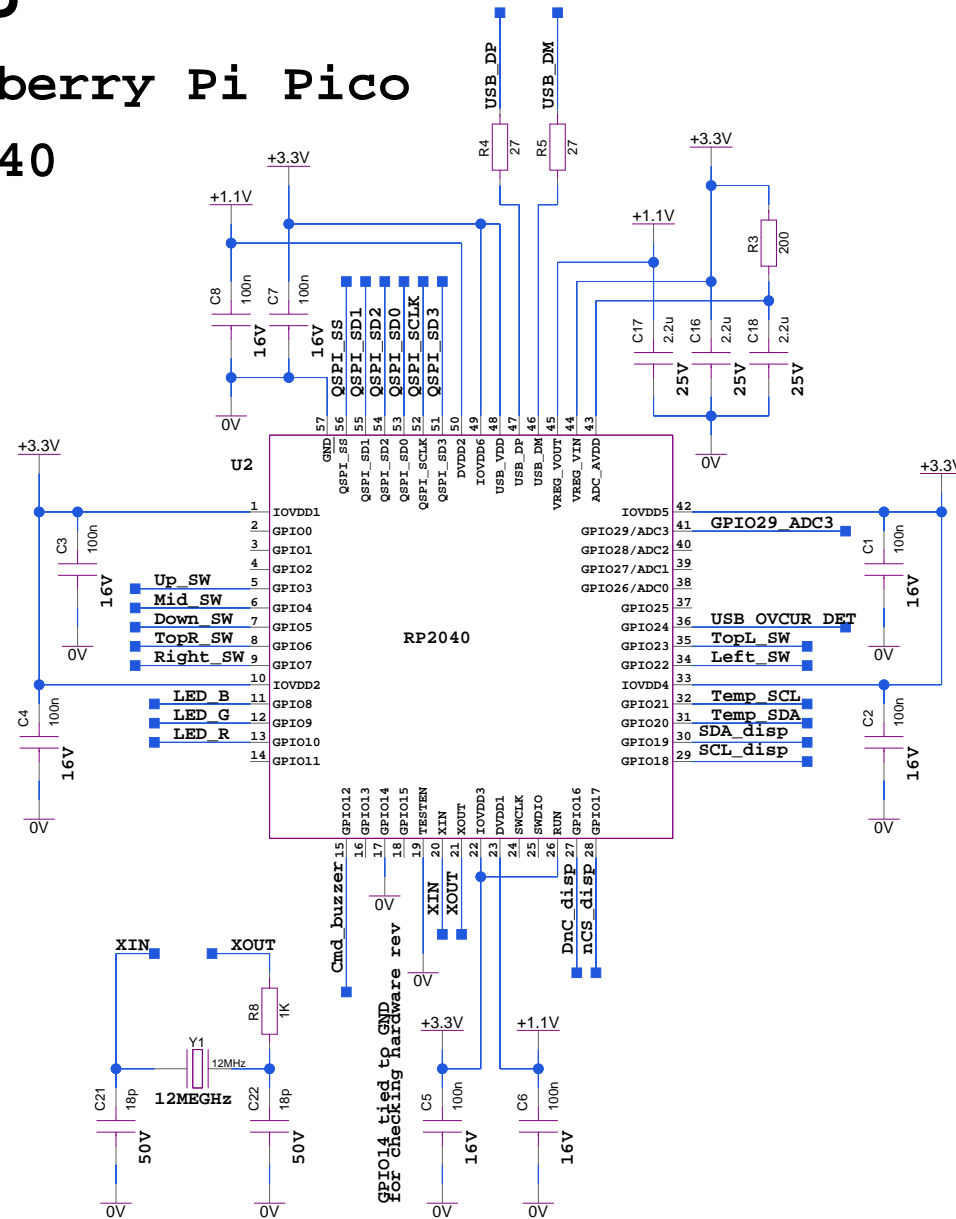 berry Pi Pico
40
USB_DP
USB_DM
R4
27
R5
27
+3.3V
+1.1V
+3.3V
+1.1V
R3
200
C8
100n
16V
C7
100n
16V
QSPI_SS
QSPI_SD1
QSPI_SD2
QSPI_SD0
QSPI_SCLK
QSPI_SD3
C17
2.2u
25V
C16
2.2u
25V
C18
2.2u
25V
0V
0V
57
56
55
54
53
52
51
50
49
48
47
46
45
44
43
GND
QSPI_SS
QSPI_SD1
QSPI_SD2
QSPI_SD0
QSPI_SCLK
QSPI_SD3
DVDD2
IOVDD6
USB_VDD
USB_DP
USB_DM
VREG_VOUT
VREG_VIN
ADC_AVDD
U2
RP2040
+3.3V
+3.3V
1 IOVDD1
2 GPIO0
3 GPIO1
4 GPIO2
Up_SW 5 GPIO3
Mid_SW 6 GPIO4
Down_SW 7 GPIO5
TopR_SW 8 GPIO6
Right_SW 9 GPIO7
10 IOVDD2
LED_B 11 GPIO8
LED_G 12 GPIO9
LED_R 13 GPIO10
14 GPIO11
C3
100n
16V
0V
C4
100n
16V
0V
IOVDD5 42
GPIO29/ADC3 41 GPIO29_ADC3
GPIO28/ADC2 40
GPIO27/ADC1 39
GPIO26/ADC0 38
GPIO25 37
GPIO24 36 USB_OVCUR_DET
GPIO23 35 TopL_SW
GPIO22 34 Left_SW
IOVDD4 33
GPIO21 32 Temp_SCL
GPIO20 31 Temp_SDA
GPIO19 30 SDA_disp
GPIO18 29 SCL_disp
C1
100n
16V
0V
C2
100n
16V
0V
GPIO12
GPIO13
GPIO14
GPIO15
TESTEN
XIN
XOUT
IOVDD3
DVDD1
SWCLK
SWDIO
RUN
GPIO16
GPIO17
15
16
17
18
19
20
21
22
23
24
25
26
27
28
Cmd_buzzer
0V
XIN
XOUT
0V
DnC_disp
nCS_disp
GPIO14 tied to GND
for checking hardware rev
XIN
XOUT
R8
1K
Y1
12MHz
12MEGHz
C21
18p
50V
C22
18p
50V
0V
0V
+3.3V
+1.1V
C5
100n
16V
C6
100n
16V
0V
0V